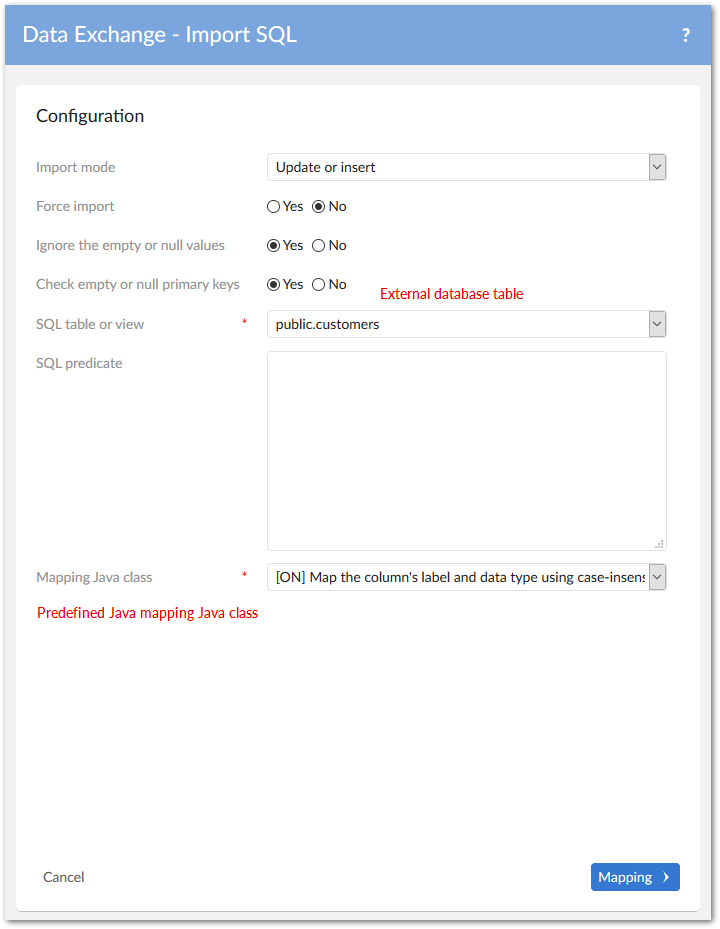 Data Exchange - Import SQL ?
Configuration
Import mode Update or insert
Force import Yes No
Ignore the empty or null values Yes No
Check empty or null primary keys Yes No
External database table
SQL table or view * public.customers
SQL predicate
Mapping Java class * [ON] Map the column's label and data type using case-insens
Predefined Java mapping Java class
Cancel Mapping